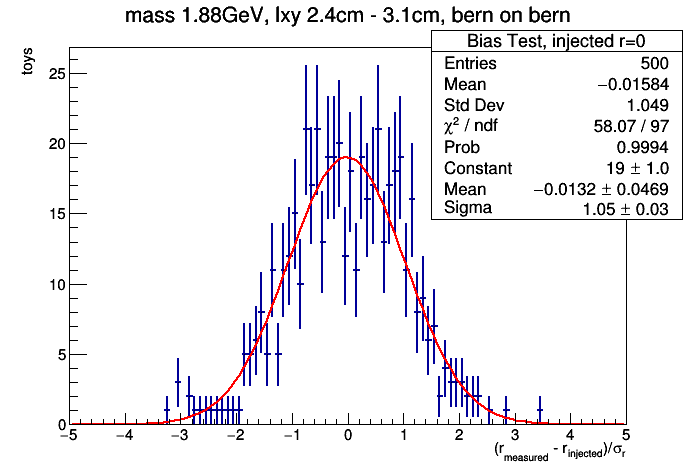 mass 1.88GeV, lxy 2.4cm - 3.1cm, bern on bern
toys
Bias Test, injected r=0
Entries 500
Mean −0.01584
Std Dev 1.049
χ² / ndf 58.07 / 97
Prob 0.9994
Constant 19 ± 1.0
Mean −0.0132 ± 0.0469
Sigma 1.05 ± 0.03
25
20
15
10
5
0
−5 −4 −3 −2 −1 0 1 2 3 4 5
(r_measured - r_injected)/σ_r